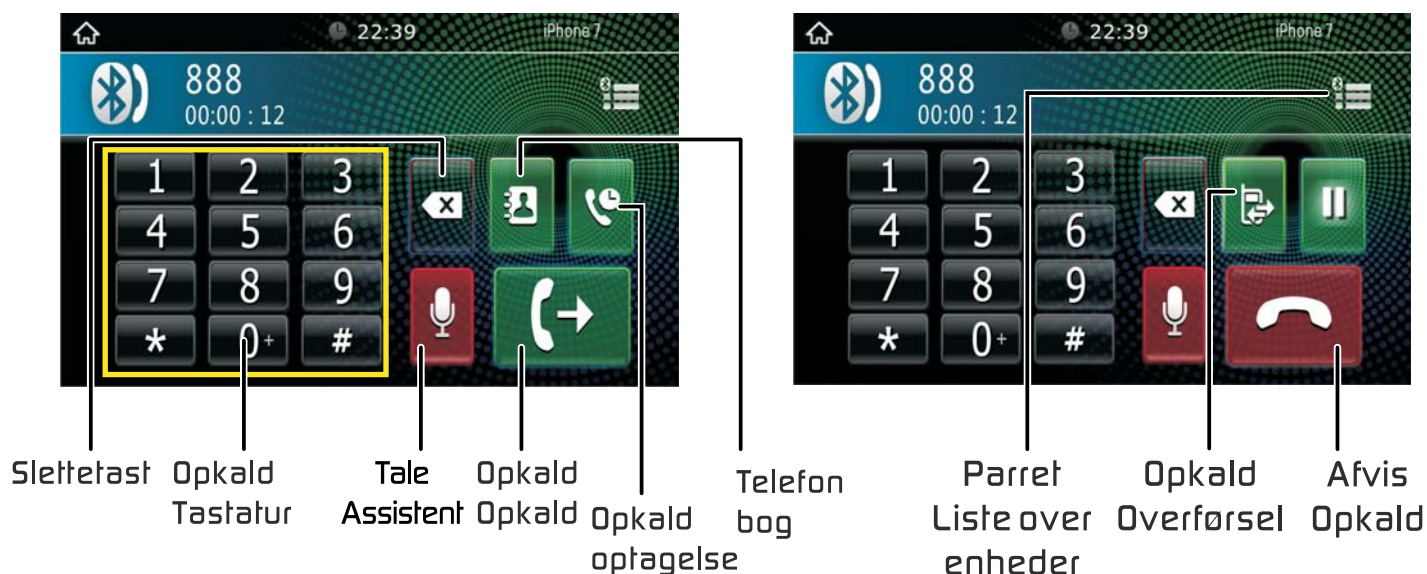 22:39 iPhone 7
888
00:00 : 12
1 2 3
4 5 6
7 8 9
* 0+ #
Slettetast
Opkald
Tastatur
Tale
Assistent
Opkald
Opkald
Opkald
optagelse
Telefon
bog
22:39 iPhone 7
888
00:00 : 12
1 2 3
4 5 6
7 8 9
* 0+ #
Parret
Liste over
enheder
Opkald
Overførsel
Afvis
Opkald